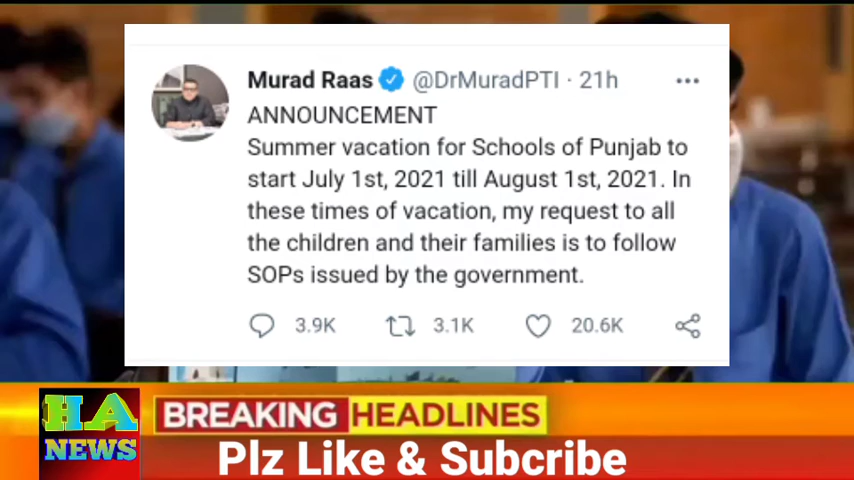 Murad Raas @DrMuradPTI · 21h
ANNOUNCEMENT
Summer vacation for Schools of Punjab to
start July 1st, 2021 till August 1st, 2021. In
these times of vacation, my request to all
the children and their families is to follow
SOPs issued by the government.
3.9K 3.1K 20.6K
BREAKING HEADLINES
HA
NEWS
Plz Like & Subcribe